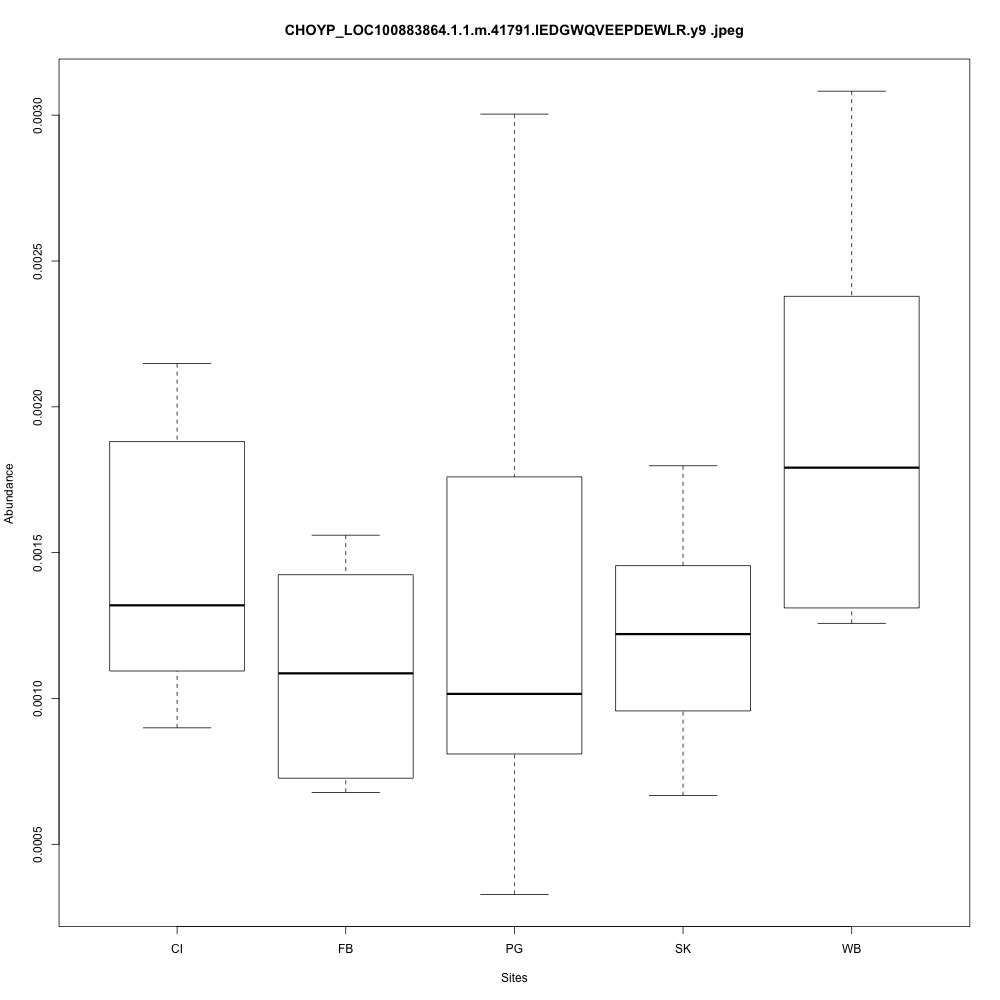 CHOYP_LOC100883864.1.1.m.41791.IEDGWQVEEPDEWLR.y9 .jpeg
Abundance
0.0030
0.0025
0.0020
0.0015
0.0010
0.0005
CI FB PG SK WB
Sites